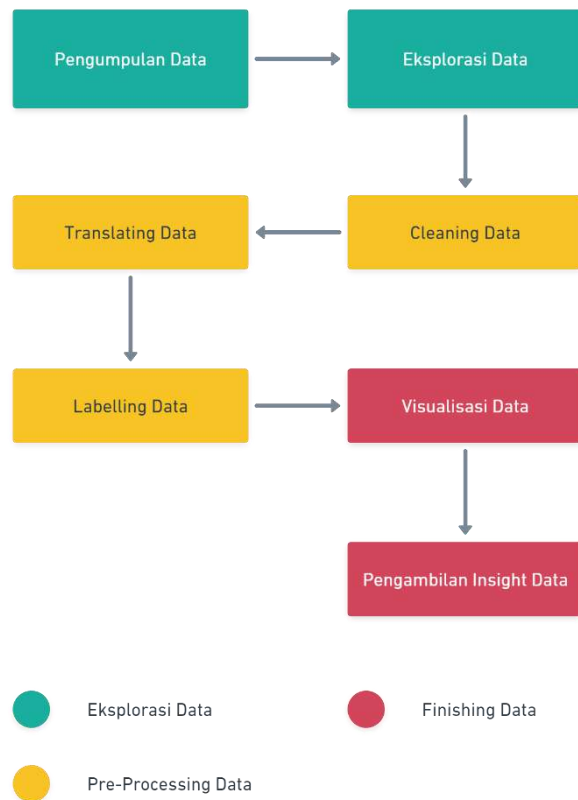 Pengumpulan Data
Eksplorasi Data
Translating Data
Cleaning Data
Labelling Data
Visualisasi Data
Pengambilan Insight Data
Eksplorasi Data
Finishing Data
Pre-Processing Data